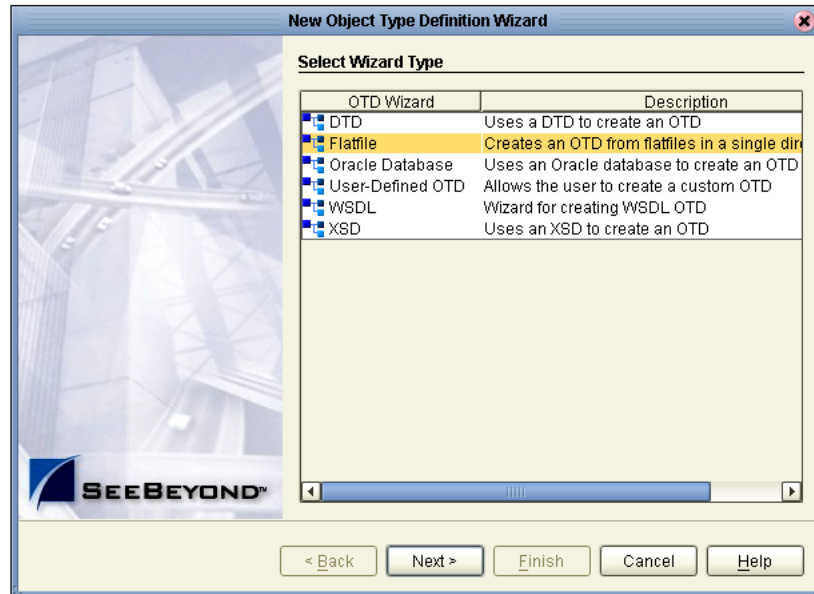 New Object Type Definition Wizard
Select Wizard Type
OTD Wizard Description
DTD Uses a DTD to create an OTD
Flatfile Creates an OTD from flatfiles in a single
Oracle Database Uses an Oracle database to create an OTD
User-Defined OTD Allows the user to create a custom OTD
WSDL Wizard for creating WSDL OTD
XSD Uses an XSD to create an OTD
SEEBEYOND™
< Back Next > Finish Cancel Help